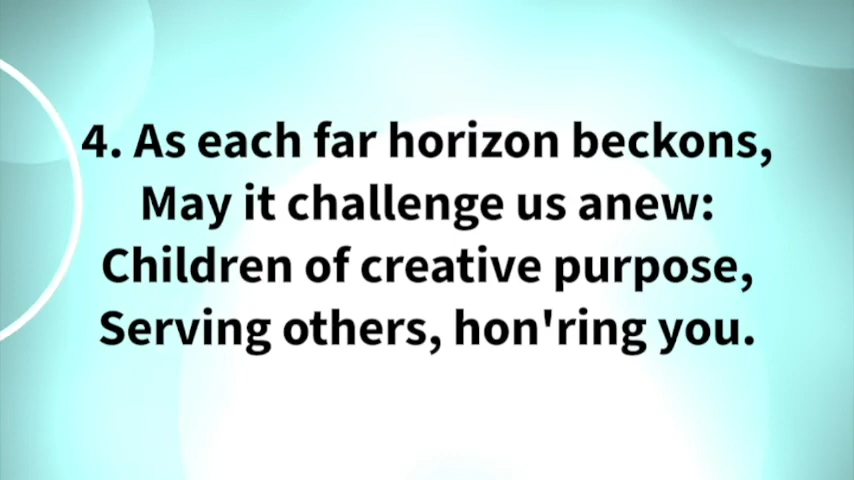 4. As each far horizon beckons,
May it challenge us anew:
Children of creative purpose,
Serving others, hon'ring you.